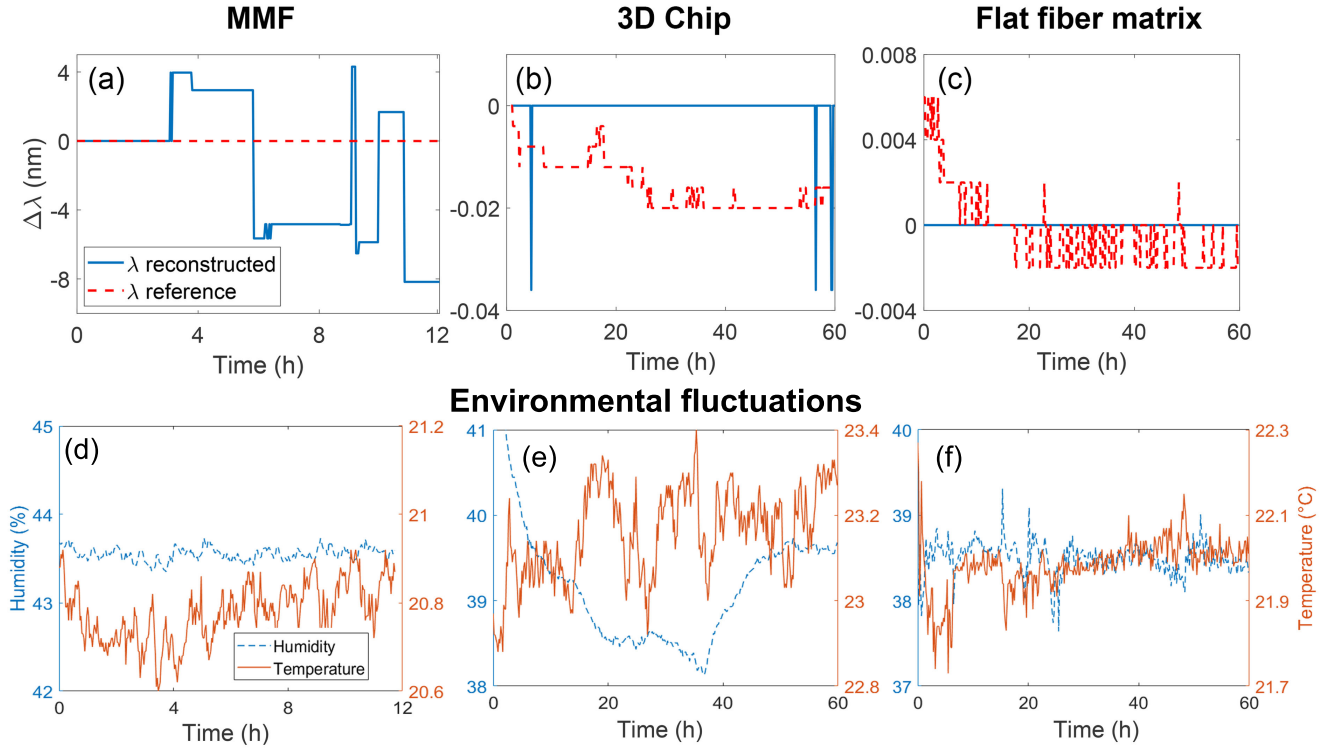 MMF
3D Chip
Flat fiber matrix
(a)
4
0
-4
-8
Δλ (nm)
λ reconstructed
λ reference
0 4 8 12
Time (h)
(b)
0
-0.02
-0.04
0 20 40 60
Time (h)
(c)
0.008
0.004
0
-0.004
0 20 40 60
Time (h)
Environmental fluctuations
(d)
45
44
43
42
Humidity (%)
21.2
21
20.8
20.6
Humidity
Temperature
0 4 8 12
Time (h)
(e)
41
40
39
38
23.4
23.2
23
22.8
0 20 40 60
Time (h)
(f)
40
39
38
37
22.3
22.1
21.9
21.7
Temperature (°C)
0 20 40 60
Time (h)